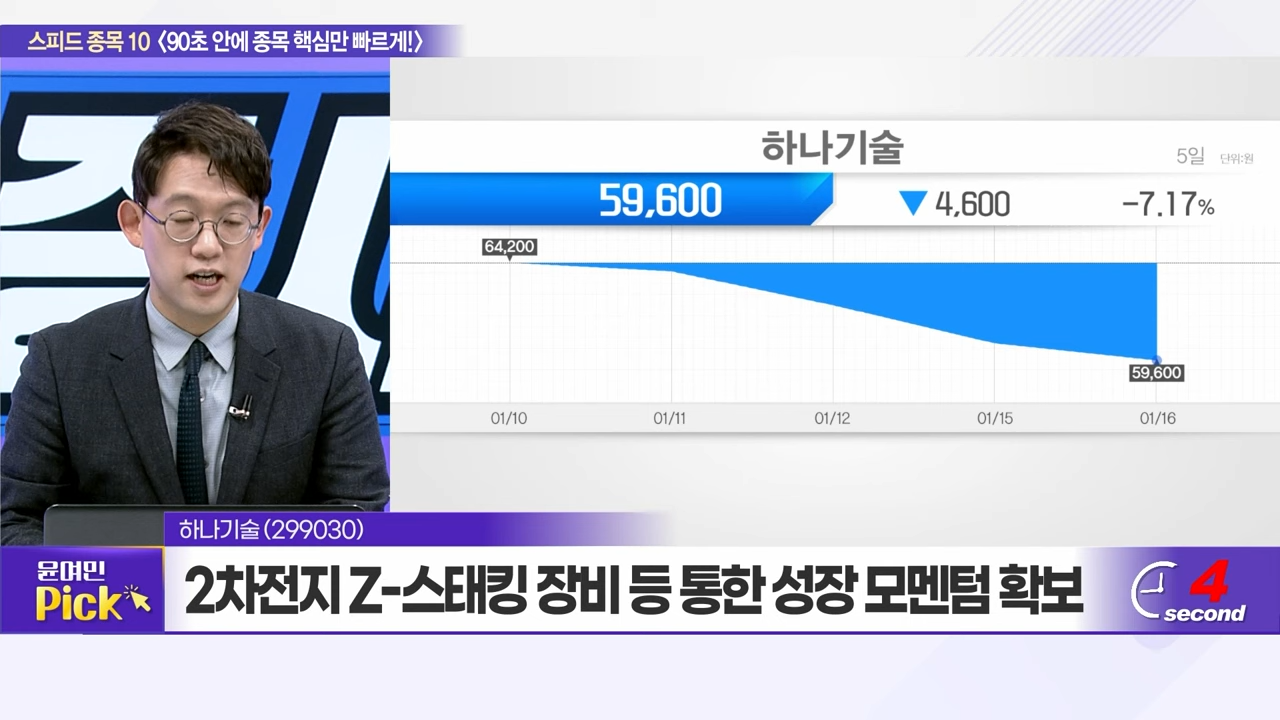 스피드 종목 10 <90초 안에 종목 핵심만 빠르게!>
하나기술
5일 단위:원
59,600 ▼4,600 -7.17%
64,200
59,600
01/10 01/11 01/12 01/15 01/16
하나기술(299030)
윤여민
Pick
2차전지 Z-스태킹 장비 등 통한 성장 모멘텀 확보
4
second